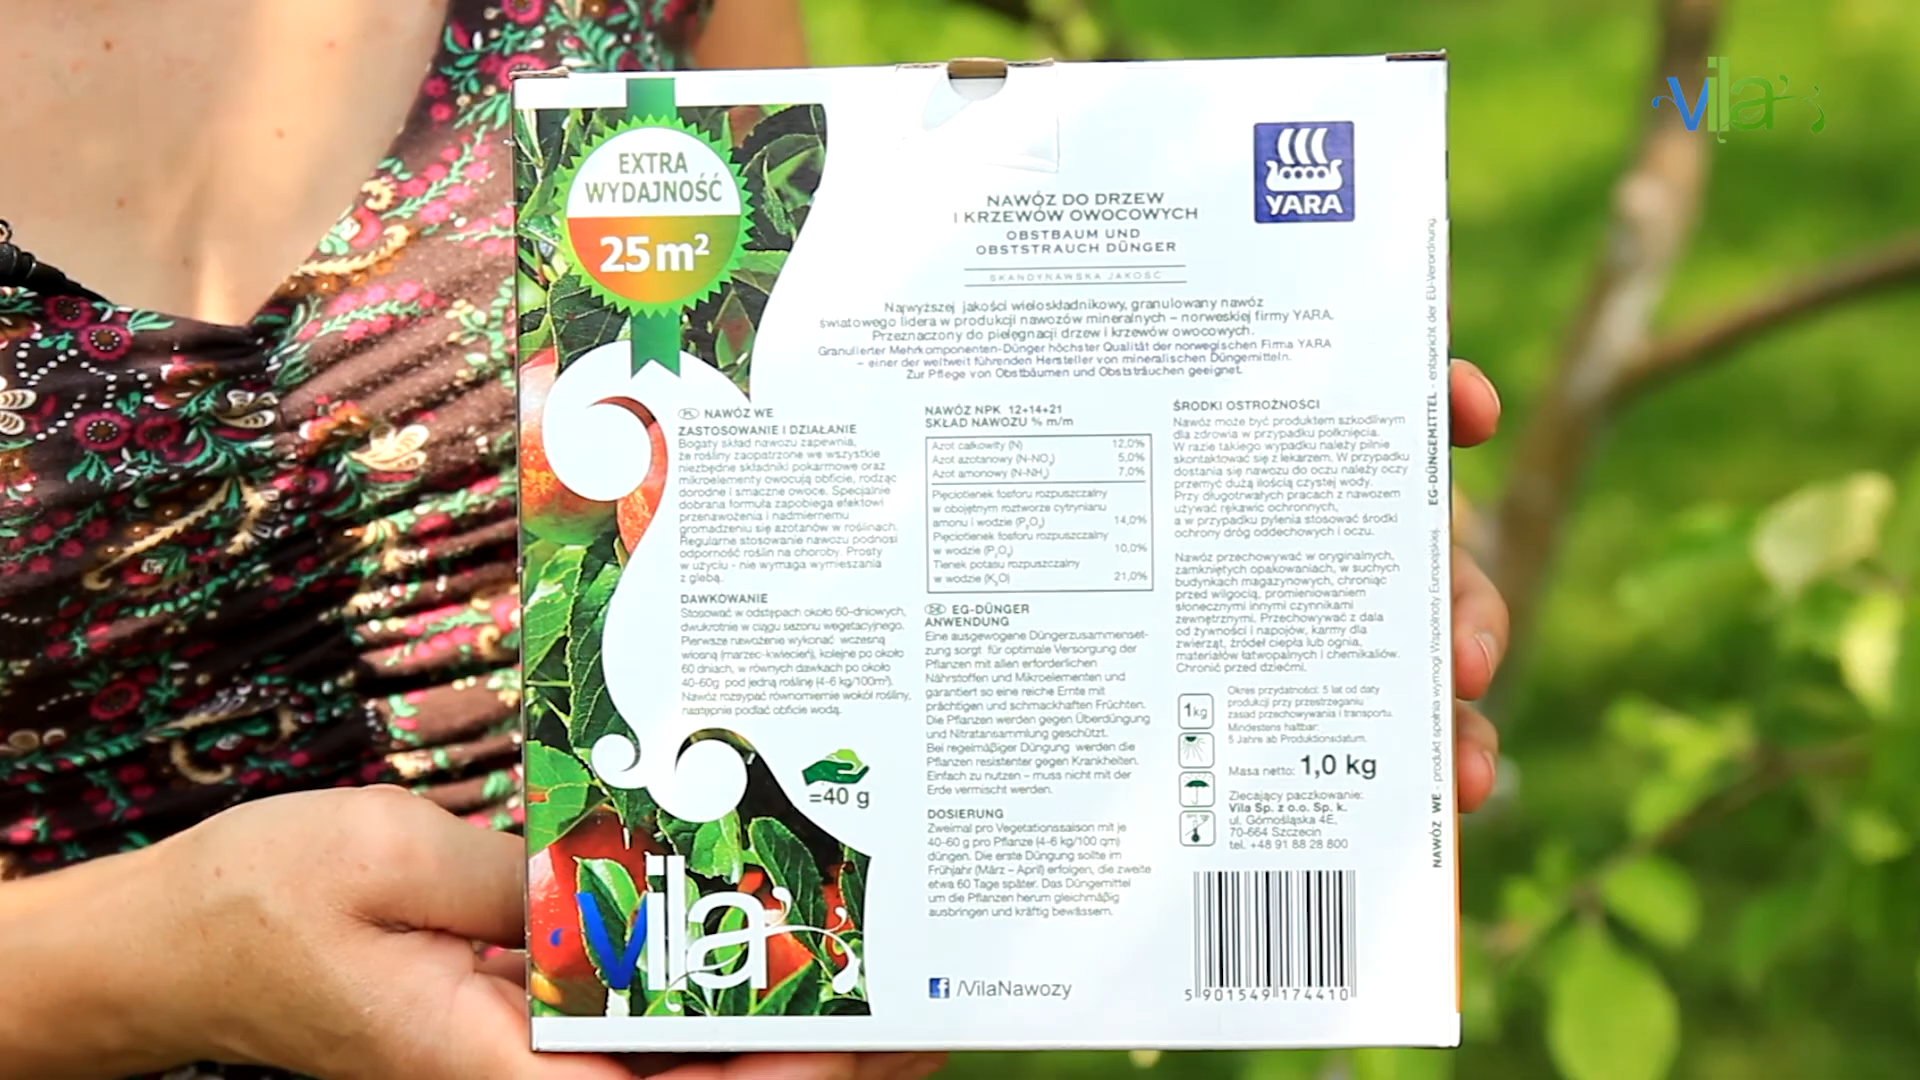 vila
EXTRA
WYDAJNOŚĆ
25 m²
YARA
NAWÓZ DO DRZEW
I KRZEWÓW OWOCOWYCH
OBSTBAUM UND
OBSTSTRAUCH DÜNGER
SKANDYNAWSKA JAKOŚĆ
Najwyższej jakości wieloskładnikowy, granulowany nawóz
światowego lidera w produkcji nawozów mineralnych – norweskiej firmy YARA.
Przeznaczony do pielęgnacji drzew i krzewów owocowych.
Granulierter Mehrkomponenten-Dünger höchster Qualität der norwegischen Firma YARA
– einer der weltweit führenden Hersteller von mineralischen Düngemitteln.
Zur Pflege von Obstbäumen und Obststräuchen geeignet.
PL NAWÓZ WE
ZASTOSOWANIE I DZIAŁANIE
Bogaty skład nawozu zapewnia,
że rośliny zaopatrzone we wszystkie
niezbędne składniki pokarmowe oraz
mikroelementy owocują obficie, rodząc
dorodne i smaczne owoce. Specjalnie
dobrana formuła zapobiega efektowi
przenawożenia i nadmiernemu
gromadzeniu się azotanów w roślinach.
Regularne stosowanie nawozu podnosi
odporność roślin na choroby. Prosty
w użyciu - nie wymaga wymieszania
z glebą.
DAWKOWANIE
Stosować w odstępach około 60-dniowych,
dwukrotnie w ciągu sezonu wegetacyjnego.
Pierwsze nawożenie wykonać wczesną
wiosną (marzec-kwiecień), kolejne po około
60 dniach, w równych dawkach po około
40-60g pod jedną roślinę (4-6 kg/100m²).
Nawóz rozsypać równomiernie wokół rośliny,
następnie podlać obficie wodą.
=40 g
vila
NAWÓZ NPK 12+14+21
SKŁAD NAWOZU % m/m
Azot całkowity (N) 12,0%
Azot azotanowy (N-NO₃) 5,0%
Azot amonowy (N-NH₄) 7,0%
Pięciotlenek fosforu rozpuszczalny
w obojętnym roztworze cytrynianu
amonu i wodzie (P₂O₅) 14,0%
Pięciotlenek fosforu rozpuszczalny
w wodzie (P₂O₅) 10,0%
Tlenek potasu rozpuszczalny
w wodzie (K₂O) 21,0%
DE EG-DÜNGER
ANWENDUNG
Eine ausgewogene Düngerzusammenset-
zung sorgt für optimale Versorgung der
Pflanzen mit allen erforderlichen
Nährstoffen und Mikroelementen und
garantiert so eine reiche Ernte mit
prächtigen und schmackhaften Früchten.
Die Pflanzen werden gegen Überdüngung
und Nitratansammlung geschützt.
Bei regelmäßiger Düngung werden die
Pflanzen resistenter gegen Krankheiten.
Einfach zu nutzen – muss nicht mit der
Erde vermischt werden.
DOSIERUNG
Zweimal pro Vegetationssaison mit je
40-60 g pro Pflanze (4-6 kg/100 qm)
düngen. Die erste Düngung sollte im
Frühjahr (März – April) erfolgen, die zweite
etwa 60 Tage später. Das Düngemittel
um die Pflanzen herum gleichmäßig
ausbringen und kräftig bewässern.
/VilaNawozy
ŚRODKI OSTROŻNOŚCI
Nawóz może być produktem szkodliwym
dla zdrowia w przypadku połknięcia.
W razie takiego wypadku należy pilnie
skontaktować się z lekarzem. W przypadku
dostania się nawozu do oczu należy oczy
przemyć dużą ilością czystej wody.
Przy długotrwałych pracach z nawozem
używać rękawic ochronnych,
a w przypadku pylenia stosować środki
ochrony dróg oddechowych i oczu.
Nawóz przechowywać w oryginalnych,
zamkniętych opakowaniach, w suchych
budynkach magazynowych, chroniąc
przed wilgocią, promieniowaniem
słonecznymi innymi czynnikami
zewnętrznymi. Przechowywać z dala
od żywności i napojów, karmy dla
zwierząt, źródeł ciepła lub ognia,
materiałów łatwopalnych i chemikaliów.
Chronić przed dziećmi.
1kg
Okres przydatności: 5 lat od daty
produkcji przy przestrzeganiu
zasad przechowywania i transportu.
Mindestens haltbar:
5 Jahre ab Produktionsdatum.
Masa netto: 1,0 kg
Zlecający paczkowanie:
Vila Sp. z o.o. Sp. k.
ul. Górnośląska 4E,
70-664 Szczecin
tel. +48 91 88 28 800
5 901549 174410
NAWÓZ WE - produkt spełnia wymogi Wspólnoty Europejskiej. EG-DÜNGEMITTEL - entspricht der EU-Verordnung